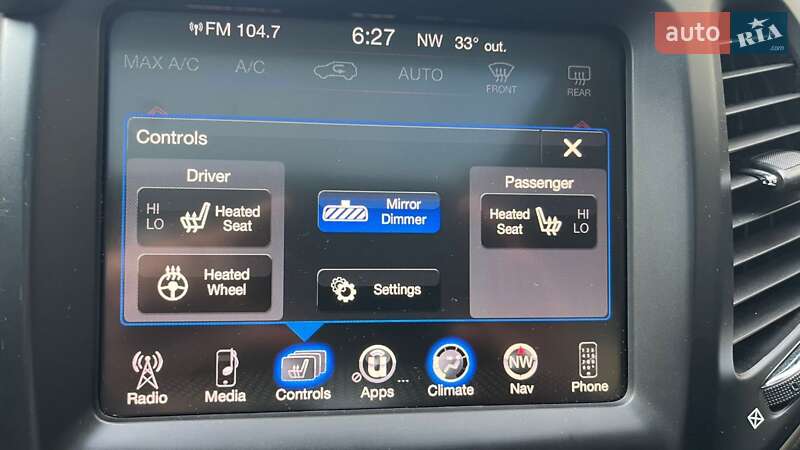 FM 104.7
6:27
NW
33° out.
auto
RIA
.com
MAX A/C
A/C
AUTO
FRONT
REAR
Controls
Driver
Passenger
HI
LO
Heated
Seat
Mirror
Dimmer
Heated
Seat
HI
LO
Heated
Wheel
Settings
Radio
Media
Controls
Apps
...
Climate
NW
Nav
Phone